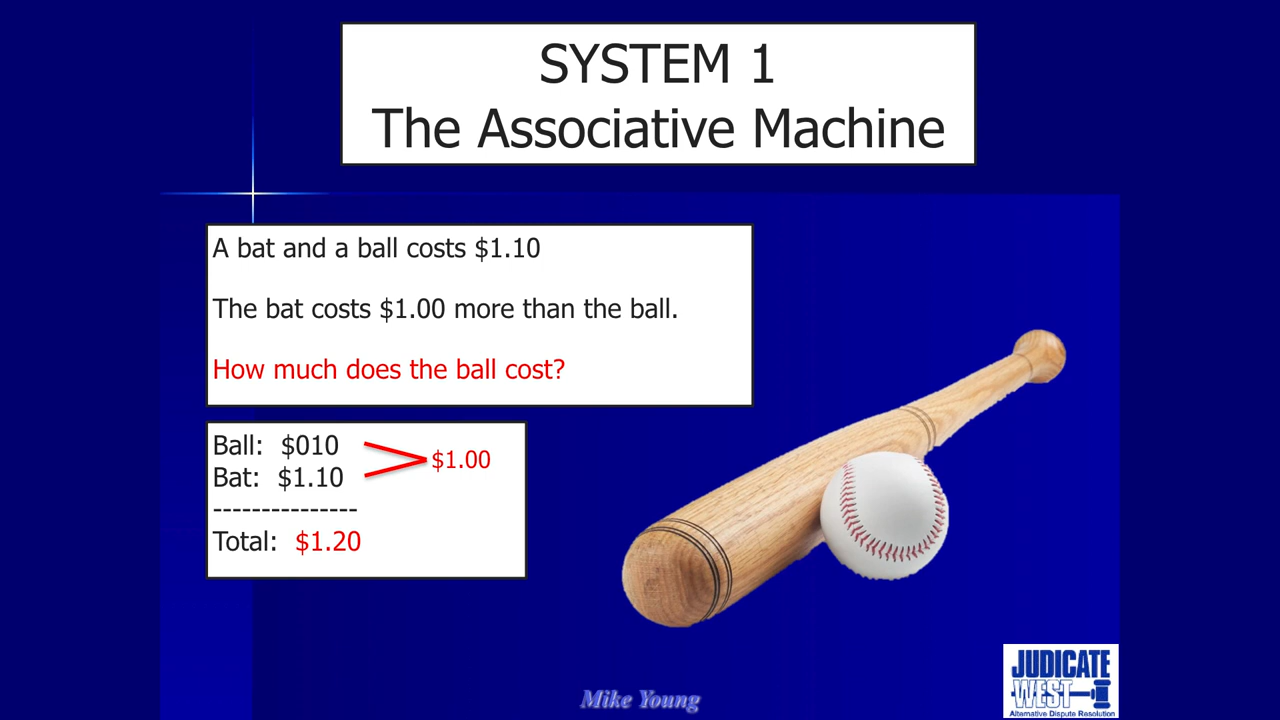 SYSTEM 1
The Associative Machine
A bat and a ball costs $1.10
The bat costs $1.00 more than the ball.
How much does the ball cost?
Ball: $010
Bat: $1.10
$1.00
---------------
Total: $1.20
Mike Young
JUDICATE
WEST
Alternative Dispute Resolution